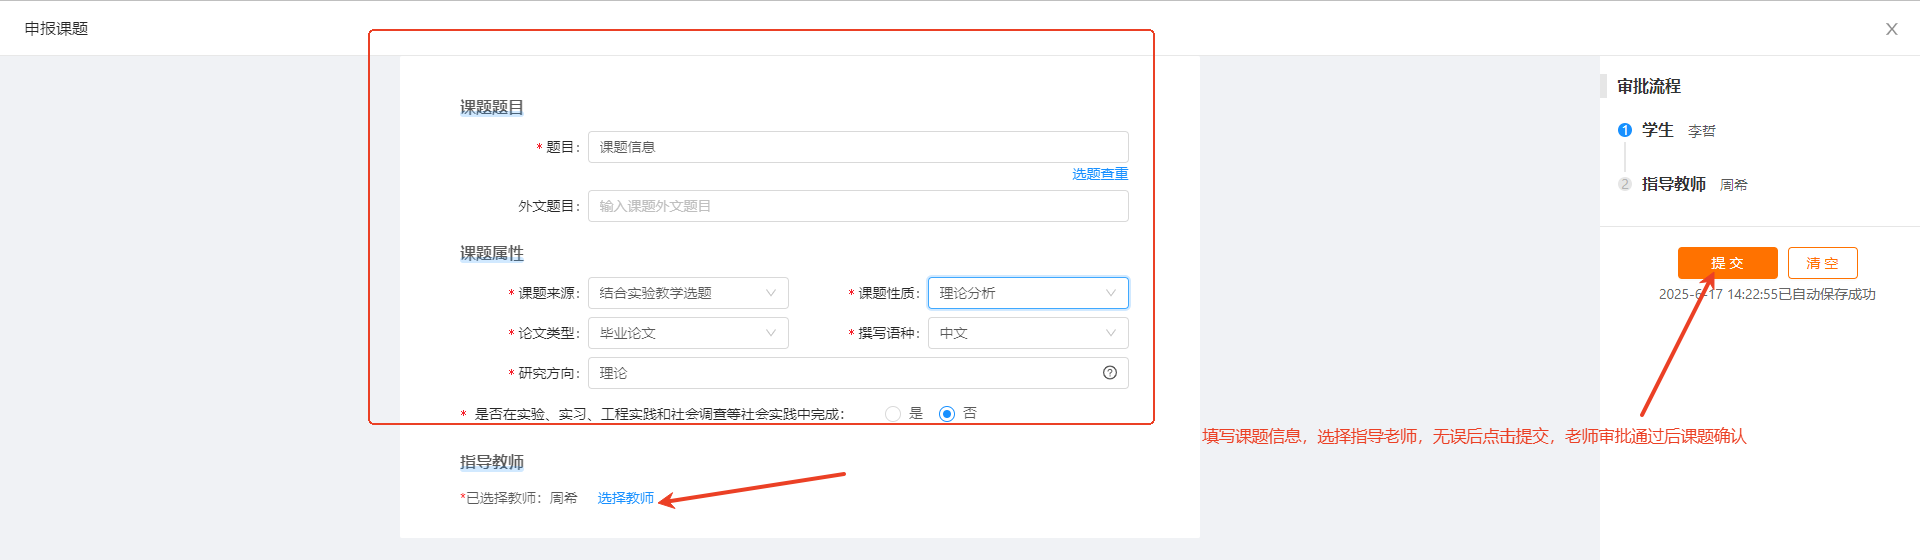 申报课题
X
课题题目
* 题目: 课题信息
选题查重
外文题目: 输入课题外文题目
课题属性
* 课题来源: 结合实验教学选题 * 课题性质: 理论分析
* 论文类型: 毕业论文 * 撰写语种: 中文
* 研究方向: 理论
* 是否在实验、实习、工程实践和社会调查等社会实践中完成: 是 否
指导教师
*已选择教师: 周希 选择教师
审批流程
1 学生 李哲
2 指导教师 周希
提 交 清 空
2025-6-17 14:22:55已自动保存成功
填写课题信息，选择指导老师，无误后点击提交，老师审批通过后课题确认